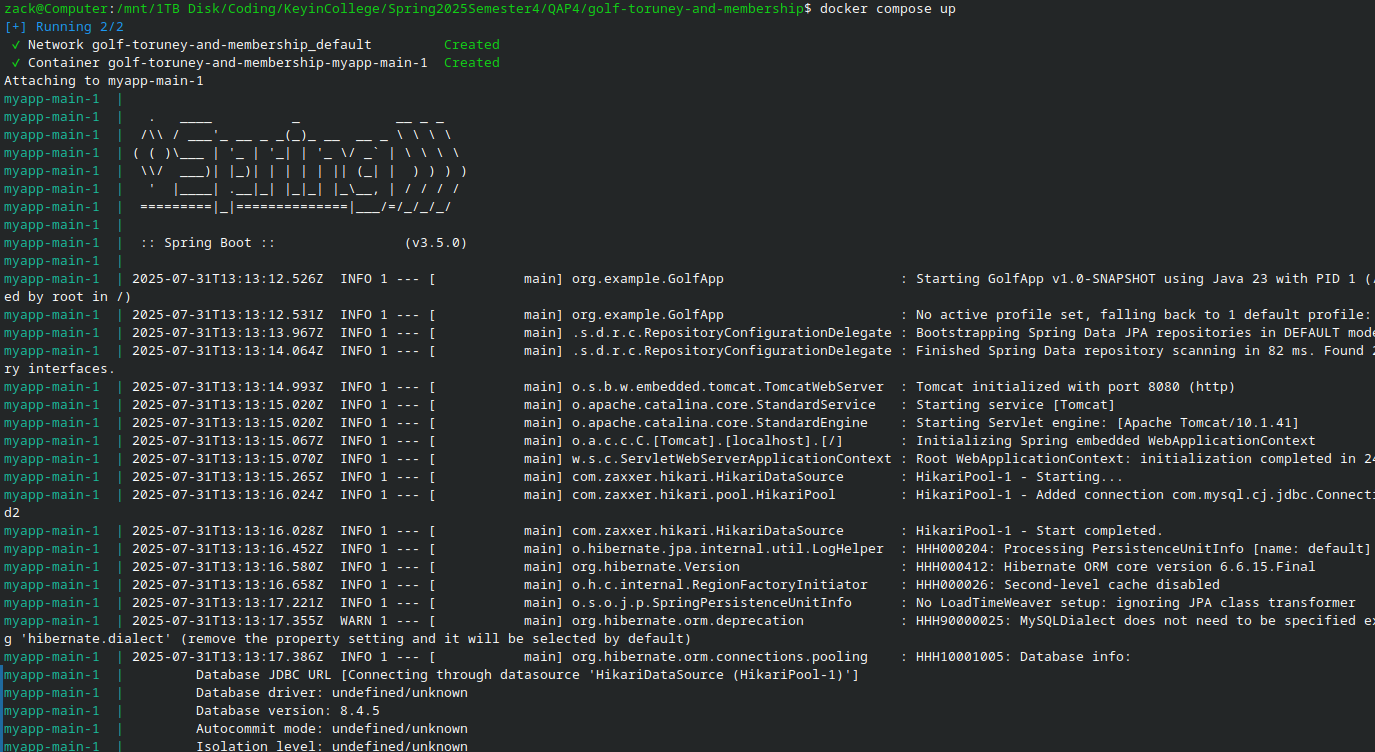 zack@Computer:/mnt/1TB Disk/Coding/KeyinCollege/Spring2025Semester4/QAP4/golf-toruney-and-membership$ docker compose up
[+] Running 2/2
 ✓ Network golf-toruney-and-membership_default         Created
 ✓ Container golf-toruney-and-membership-myapp-main-1  Created
Attaching to myapp-main-1
myapp-main-1  |
myapp-main-1  |   .   ____          _            __ _ _
myapp-main-1  |  /\\ / ___'_ __ _ _(_)_ __  __ _ \ \ \ \
myapp-main-1  | ( ( )\___ | '_ | '_| | '_ \/ _` | \ \ \ \
myapp-main-1  |  \\/  ___)| |_)| | | | | || (_| |  ) ) ) )
myapp-main-1  |   '  |____| .__|_| |_|_| |_\__, | / / / /
myapp-main-1  |  =========|_|==============|___/=/_/_/_/
myapp-main-1  |
myapp-main-1  |  :: Spring Boot ::                (v3.5.0)
myapp-main-1  |
myapp-main-1  | 2025-07-31T13:13:12.526Z  INFO 1 --- [           main] org.example.GolfApp                      : Starting GolfApp v1.0-SNAPSHOT using Java 23 with PID 1 (
ed by root in /)
myapp-main-1  | 2025-07-31T13:13:12.531Z  INFO 1 --- [           main] org.example.GolfApp                      : No active profile set, falling back to 1 default profile:
myapp-main-1  | 2025-07-31T13:13:13.967Z  INFO 1 --- [           main] .s.d.r.c.RepositoryConfigurationDelegate : Bootstrapping Spring Data JPA repositories in DEFAULT mod
myapp-main-1  | 2025-07-31T13:13:14.064Z  INFO 1 --- [           main] .s.d.r.c.RepositoryConfigurationDelegate : Finished Spring Data repository scanning in 82 ms. Found
ry interfaces.
myapp-main-1  | 2025-07-31T13:13:14.993Z  INFO 1 --- [           main] o.s.b.w.embedded.tomcat.TomcatWebServer  : Tomcat initialized with port 8080 (http)
myapp-main-1  | 2025-07-31T13:13:15.020Z  INFO 1 --- [           main] o.apache.catalina.core.StandardService   : Starting service [Tomcat]
myapp-main-1  | 2025-07-31T13:13:15.020Z  INFO 1 --- [           main] o.apache.catalina.core.StandardEngine    : Starting Servlet engine: [Apache Tomcat/10.1.41]
myapp-main-1  | 2025-07-31T13:13:15.067Z  INFO 1 --- [           main] o.a.c.c.C.[Tomcat].[localhost].[/]       : Initializing Spring embedded WebApplicationContext
myapp-main-1  | 2025-07-31T13:13:15.070Z  INFO 1 --- [           main] w.s.c.ServletWebServerApplicationContext : Root WebApplicationContext: initialization completed in 2
myapp-main-1  | 2025-07-31T13:13:15.265Z  INFO 1 --- [           main] com.zaxxer.hikari.HikariDataSource       : HikariPool-1 - Starting...
myapp-main-1  | 2025-07-31T13:13:16.024Z  INFO 1 --- [           main] com.zaxxer.hikari.pool.HikariPool        : HikariPool-1 - Added connection com.mysql.cj.jdbc.Connecti
d2
myapp-main-1  | 2025-07-31T13:13:16.028Z  INFO 1 --- [           main] com.zaxxer.hikari.HikariDataSource       : HikariPool-1 - Start completed.
myapp-main-1  | 2025-07-31T13:13:16.452Z  INFO 1 --- [           main] o.hibernate.jpa.internal.util.LogHelper  : HHH000204: Processing PersistenceUnitInfo [name: default]
myapp-main-1  | 2025-07-31T13:13:16.580Z  INFO 1 --- [           main] org.hibernate.Version                    : HHH000412: Hibernate ORM core version 6.6.15.Final
myapp-main-1  | 2025-07-31T13:13:16.658Z  INFO 1 --- [           main] o.h.c.internal.RegionFactoryInitiator    : HHH000026: Second-level cache disabled
myapp-main-1  | 2025-07-31T13:13:17.221Z  INFO 1 --- [           main] o.s.o.j.p.SpringPersistenceUnitInfo      : No LoadTimeWeaver setup: ignoring JPA class transformer
myapp-main-1  | 2025-07-31T13:13:17.355Z  WARN 1 --- [           main] org.hibernate.orm.deprecation            : HHH90000025: MySQLDialect does not need to be specified ex
g 'hibernate.dialect' (remove the property setting and it will be selected by default)
myapp-main-1  | 2025-07-31T13:13:17.386Z  INFO 1 --- [           main] org.hibernate.orm.connections.pooling    : HHH10001005: Database info:
myapp-main-1  |         Database JDBC URL [Connecting through datasource 'HikariDataSource (HikariPool-1)']
myapp-main-1  |         Database driver: undefined/unknown
myapp-main-1  |         Database version: 8.4.5
myapp-main-1  |         Autocommit mode: undefined/unknown
myapp-main-1  |         Isolation level: undefined/unknown